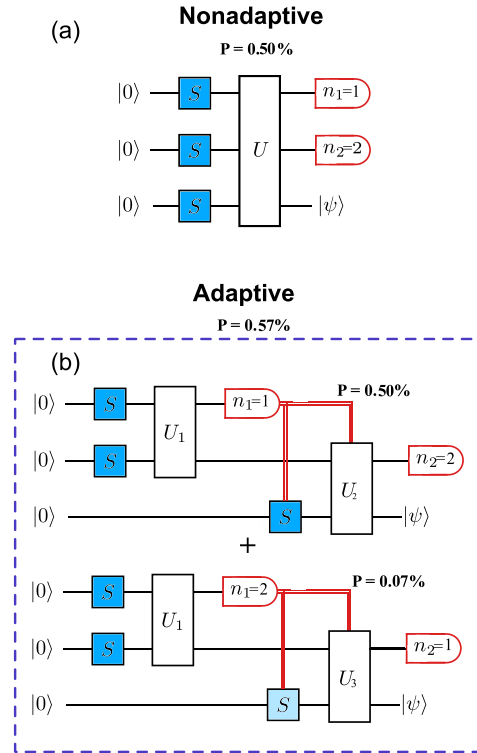 Nonadaptive
(a)
P = 0.50%
|0⟩ S n₁=1
|0⟩ S U n₂=2
|0⟩ S |ψ⟩
Adaptive
P = 0.57%
(b)
|0⟩ S n₁=1 P = 0.50%
U₁
|0⟩ S n₂=2
U₂
|0⟩ S |ψ⟩
+
|0⟩ S n₁=2 P = 0.07%
U₁
|0⟩ S n₂=1
U₃
|0⟩ S |ψ⟩